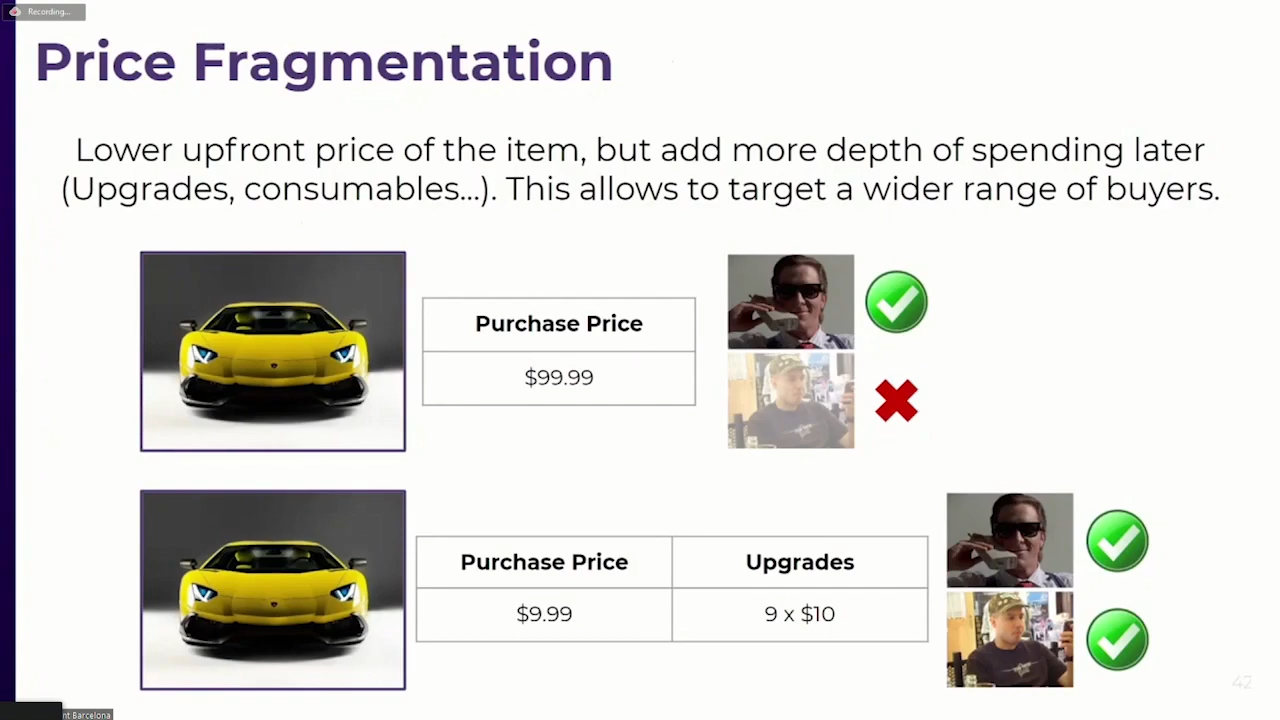 Recording...
Price Fragmentation
Lower upfront price of the item, but add more depth of spending later
(Upgrades, consumables...). This allows to target a wider range of buyers.
Purchase Price
$99.99
Purchase Price Upgrades
$9.99 9 x $10
42
Barcelona